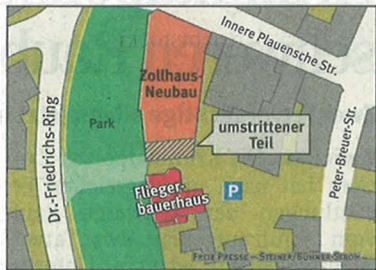 Innere Plauensche Str.
Zollhaus-
Neubau
Park
umstrittener
Teil
Dr.-Friedrichs-Ring
Peter-Breuer-Str.
Flieger-
bauerhaus
P
FREIE PRESSE – STEINER/BÜHNER-STROH